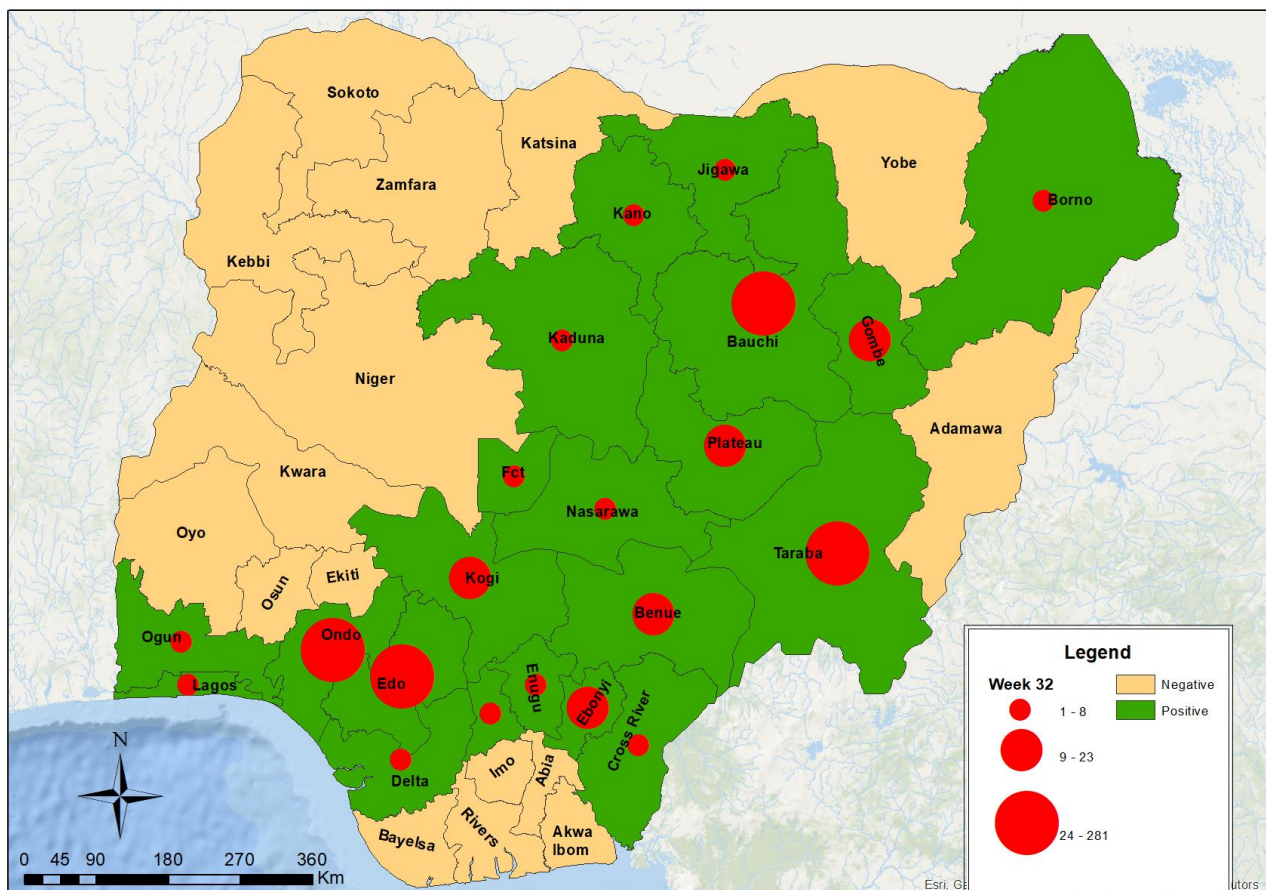 Sokoto
Katsina
Zamfara
Jigawa
Yobe
Kano
Borno
Kebbi
Kaduna
Bauchi
Gombe
Niger
Adamawa
Plateau
Fct
Kwara
Nasarawa
Oyo
Taraba
Kogi
Ekiti
Osun
Benue
Ogun
Ondo
Edo
Lagos
Enugu
Ebonyi
Cross River
Delta
Imo
Abia
Bayelsa
Rivers
Akwa
Ibom
N
0 45 90 180 270 360
Km
Legend
Week 32
1 - 8
9 - 23
24 - 281
Negative
Positive
Esri,